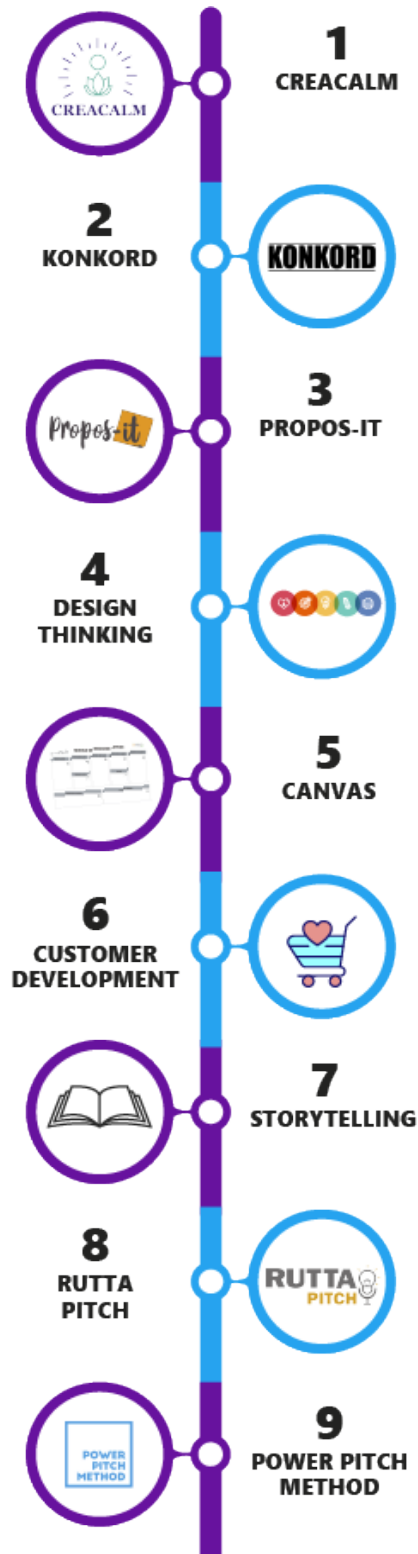 CREACALM
1
CREACALM
2
KONKORD
KONKORD
Propos-it
3
PROPOS-IT
4
DESIGN
THINKING
5
CANVAS
6
CUSTOMER
DEVELOPMENT
7
STORYTELLING
8
RUTTA
PITCH
RUTTA
PITCH
POWER
PITCH
METHOD
9
POWER PITCH
METHOD